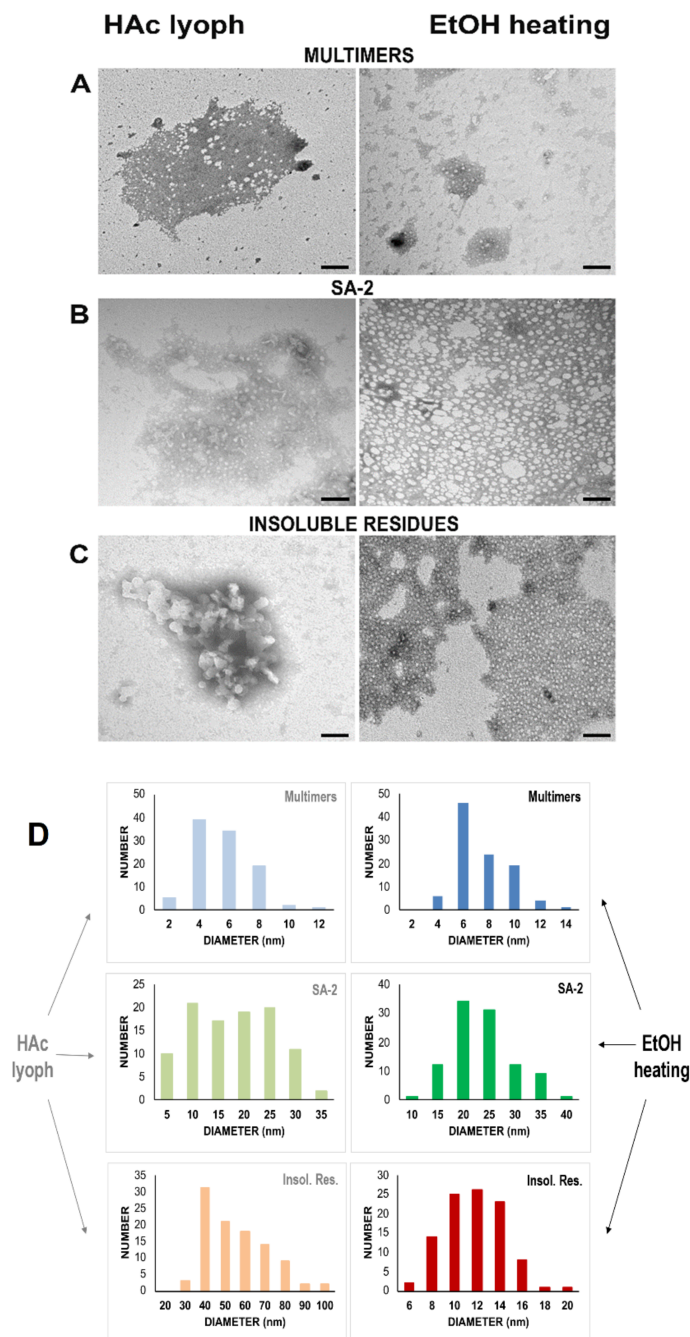 HAc lyoph EtOH heating
MULTIMERS
A
SA-2
B
INSOLUBLE RESIDUES
C
D
Multimers
NUMBER
50
40
30
20
10
0
2 4 6 8 10 12
DIAMETER (nm)
Multimers
NUMBER
50
40
30
20
10
0
2 4 6 8 10 12 14
DIAMETER (nm)
HAc
lyoph
SA-2
NUMBER
25
20
15
10
5
0
5 10 15 20 25 30 35
DIAMETER (nm)
SA-2
NUMBER
40
30
20
10
0
10 15 20 25 30 35 40
DIAMETER (nm)
EtOH
heating
Insol. Res.
NUMBER
35
30
25
20
15
10
5
0
20 30 40 50 60 70 80 90 100
DIAMETER (nm)
Insol. Res.
NUMBER
30
25
20
15
10
5
0
6 8 10 12 14 16 18 20
DIAMETER (nm)